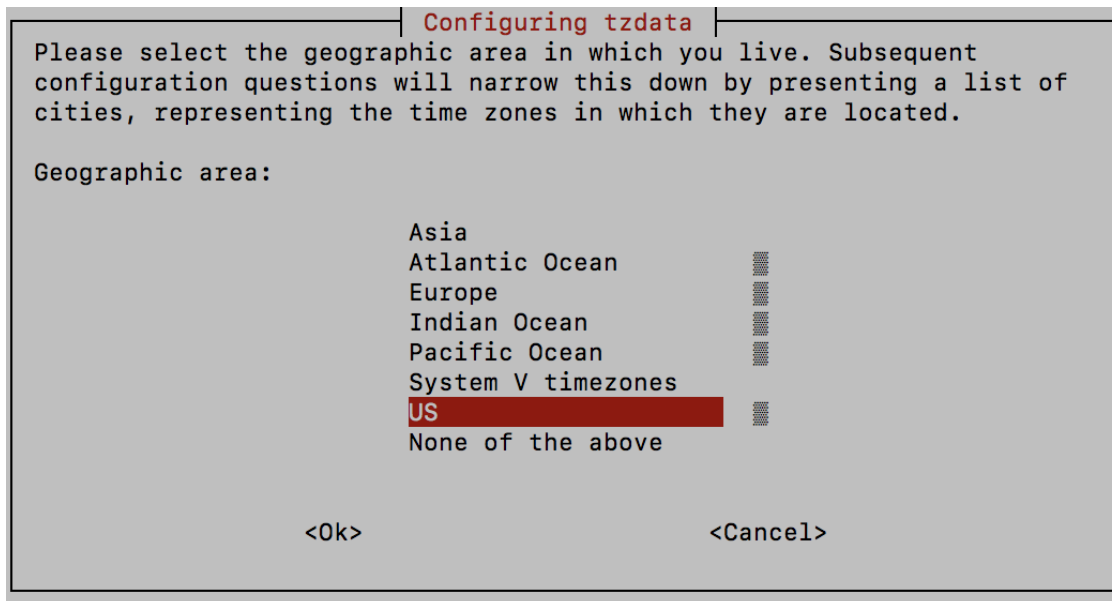 Configuring tzdata
Please select the geographic area in which you live. Subsequent
configuration questions will narrow this down by presenting a list of
cities, representing the time zones in which they are located.
Geographic area:
Asia
Atlantic Ocean
Europe
Indian Ocean
Pacific Ocean
System V timezones
US
None of the above
<Ok> <Cancel>